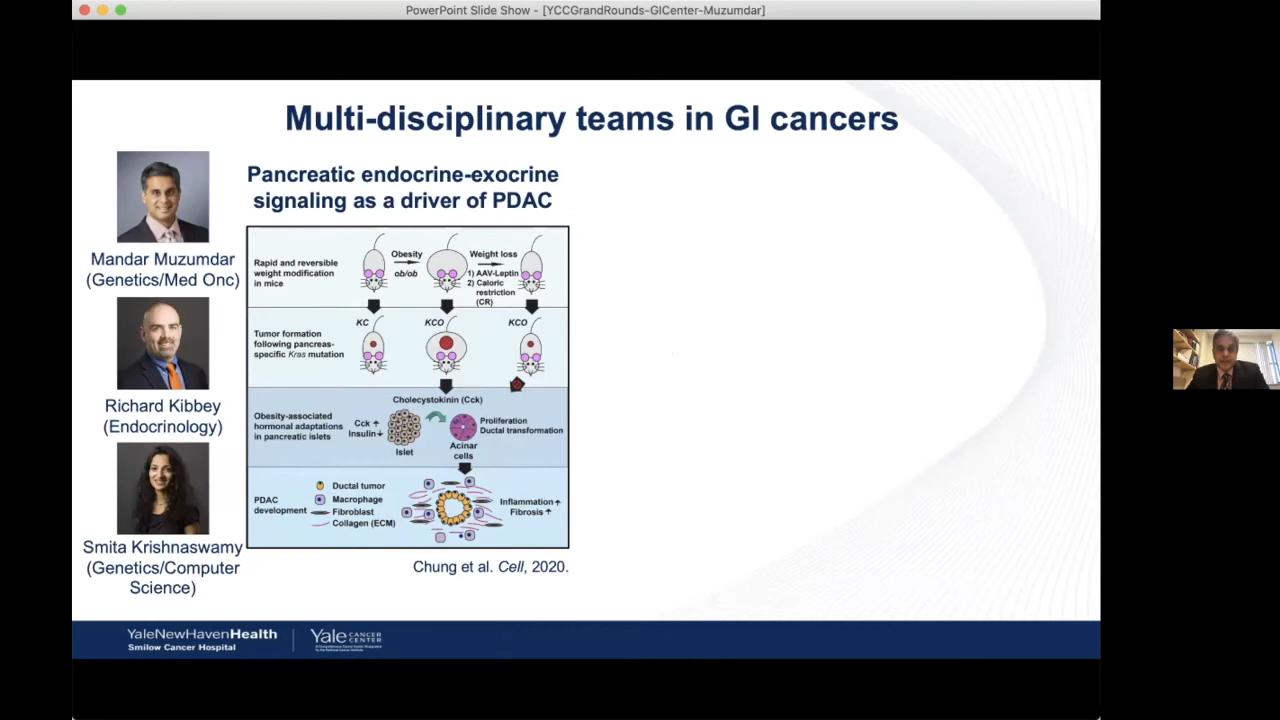 PowerPoint Slide Show - [YCCGrandRounds-GICenter-Muzumdar]
Multi-disciplinary teams in GI cancers
Mandar Muzumdar
(Genetics/Med Onc)
Richard Kibbey
(Endocrinology)
Smita Krishnaswamy
(Genetics/Computer
Science)
Pancreatic endocrine-exocrine
signaling as a driver of PDAC
Rapid and reversible
weight modification
in mice
Obesity
ob/ob
Weight loss
1) AAV-Leptin
2) Caloric
restriction
(CR)
Tumor formation
following pancreas-
specific Kras mutation
KC
KCO
KCO
Obesity-associated
hormonal adaptations
in pancreatic islets
Cholecystokinin (Cck)
Cck ↑
Insulin ↓
Islet
Acinar
cells
Proliferation
Ductal transformation
PDAC
development
Ductal tumor
Macrophage
Fibroblast
Collagen (ECM)
Inflammation ↑
Fibrosis ↑
Chung et al. Cell, 2020.
YaleNewHavenHealth
Smilow Cancer Hospital
Yale CANCER
CENTER